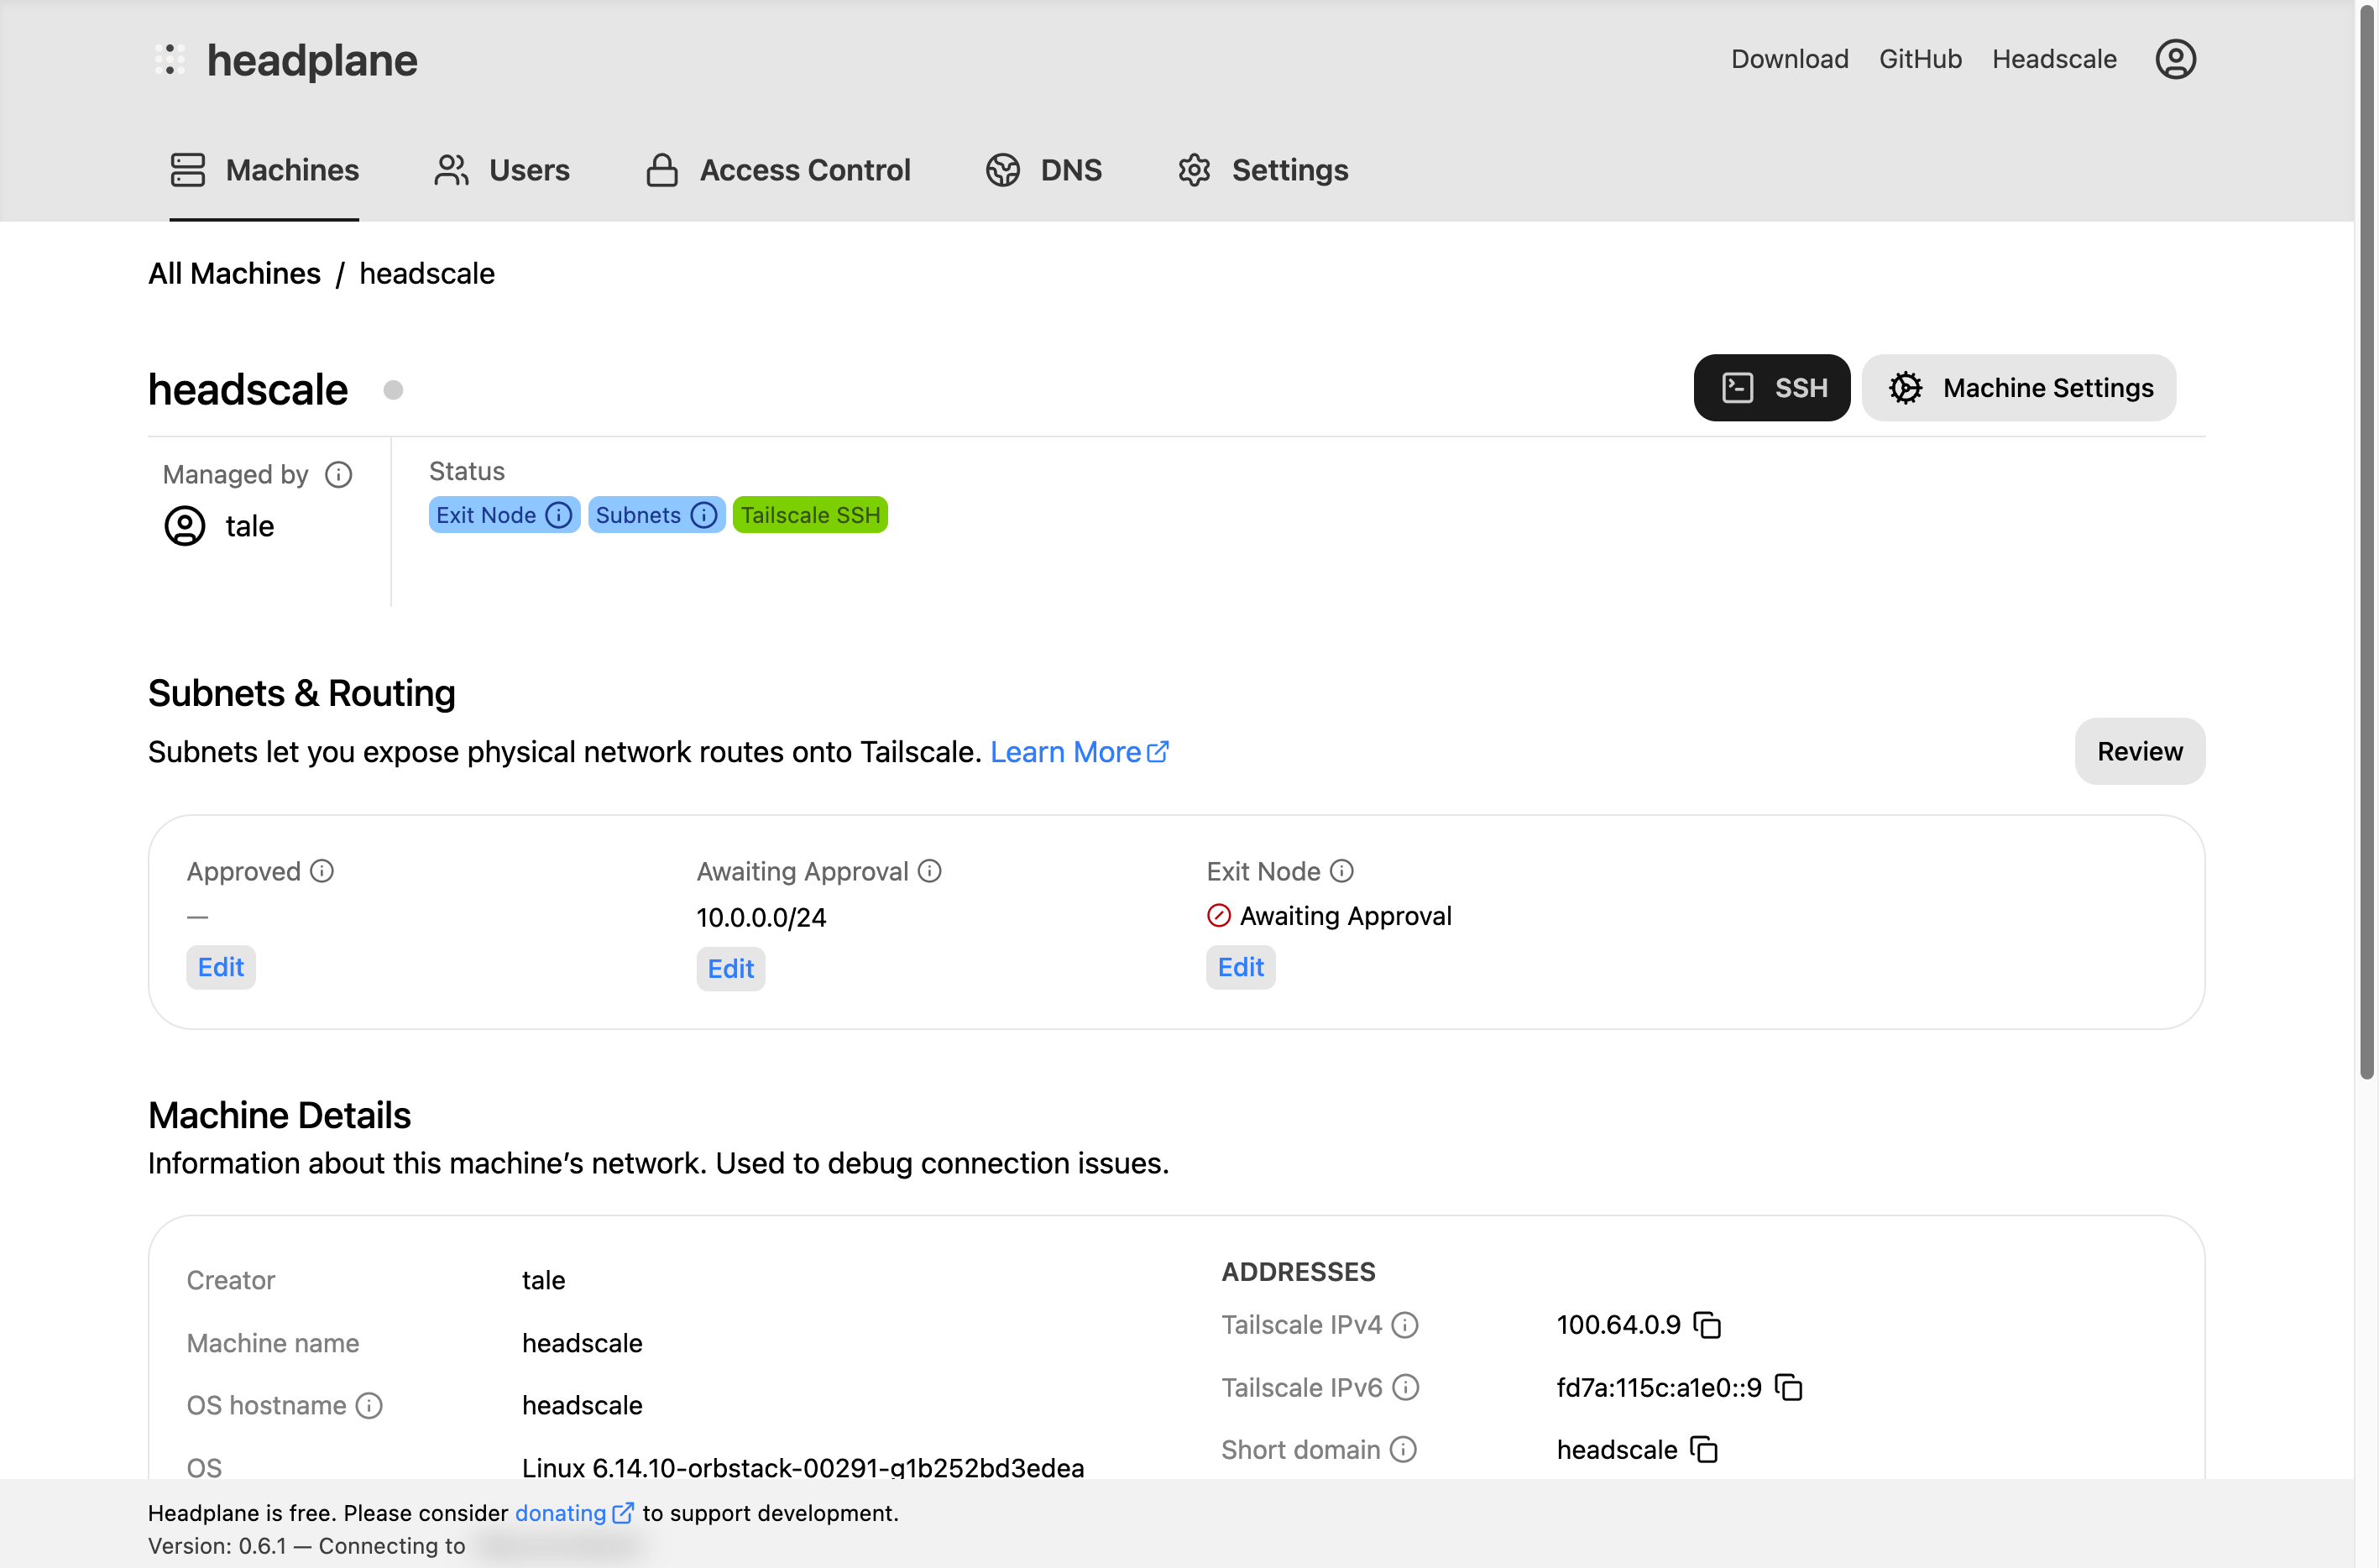 headplane
Download GitHub Headscale
Machines Users Access Control DNS Settings
All Machines / headscale
headscale
SSH Machine Settings
Managed by
tale
Status
Exit Node Subnets Tailscale SSH
Subnets & Routing
Subnets let you expose physical network routes onto Tailscale. Learn More
Review
Approved
—
Edit
Awaiting Approval
10.0.0.0/24
Edit
Exit Node
Awaiting Approval
Edit
Machine Details
Information about this machine’s network. Used to debug connection issues.
Creator tale
Machine name headscale
OS hostname headscale
OS Linux 6.14.10-orbstack-00291-g1b252bd3edea
ADDRESSES
Tailscale IPv4 100.64.0.9
Tailscale IPv6 fd7a:115c:a1e0::9
Short domain headscale
Headplane is free. Please consider donating to support development.
Version: 0.6.1 — Connecting to